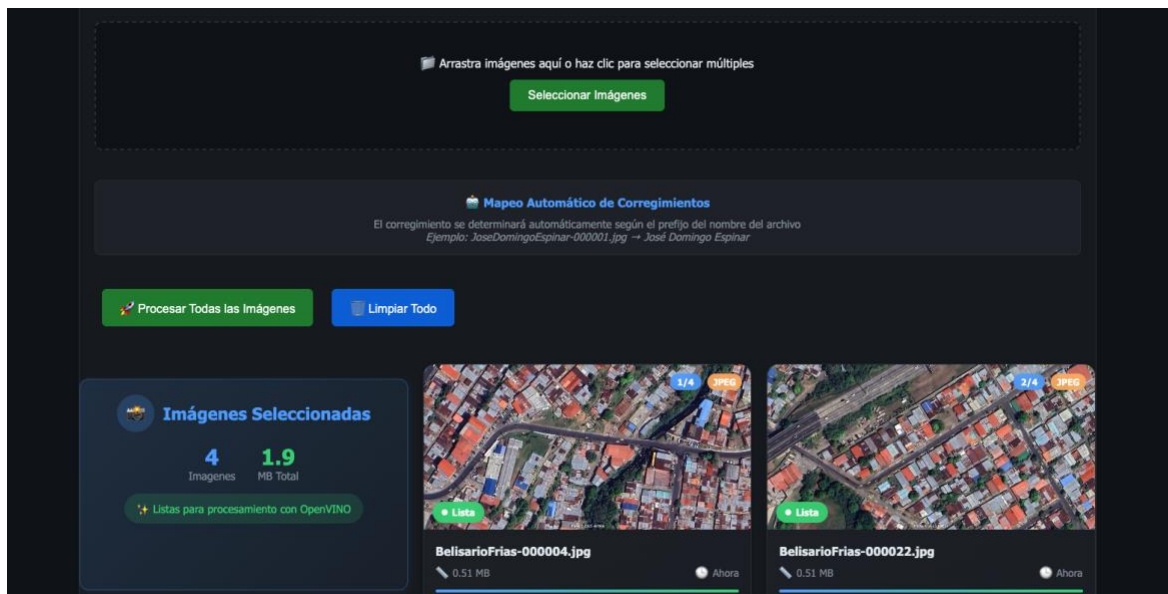 Arrastra imágenes aquí o haz clic para seleccionar múltiples
Seleccionar Imágenes
Mapeo Automático de Corregimientos
El corregimiento se determinará automáticamente según el prefijo del nombre del archivo
Ejemplo: JoseDomingoEspinar-000001.jpg → José Domingo Espinar
Procesar Todas las Imágenes
Limpiar Todo
Imágenes Seleccionadas
4
1.9
Imagenes
MB Total
Listas para procesamiento con OpenVINO
1/4
JPEG
Lista
BelisarioFrias-000004.jpg
0.51 MB
Ahora
2/4
JPEG
Lista
BelisarioFrias-000022.jpg
0.51 MB
Ahora